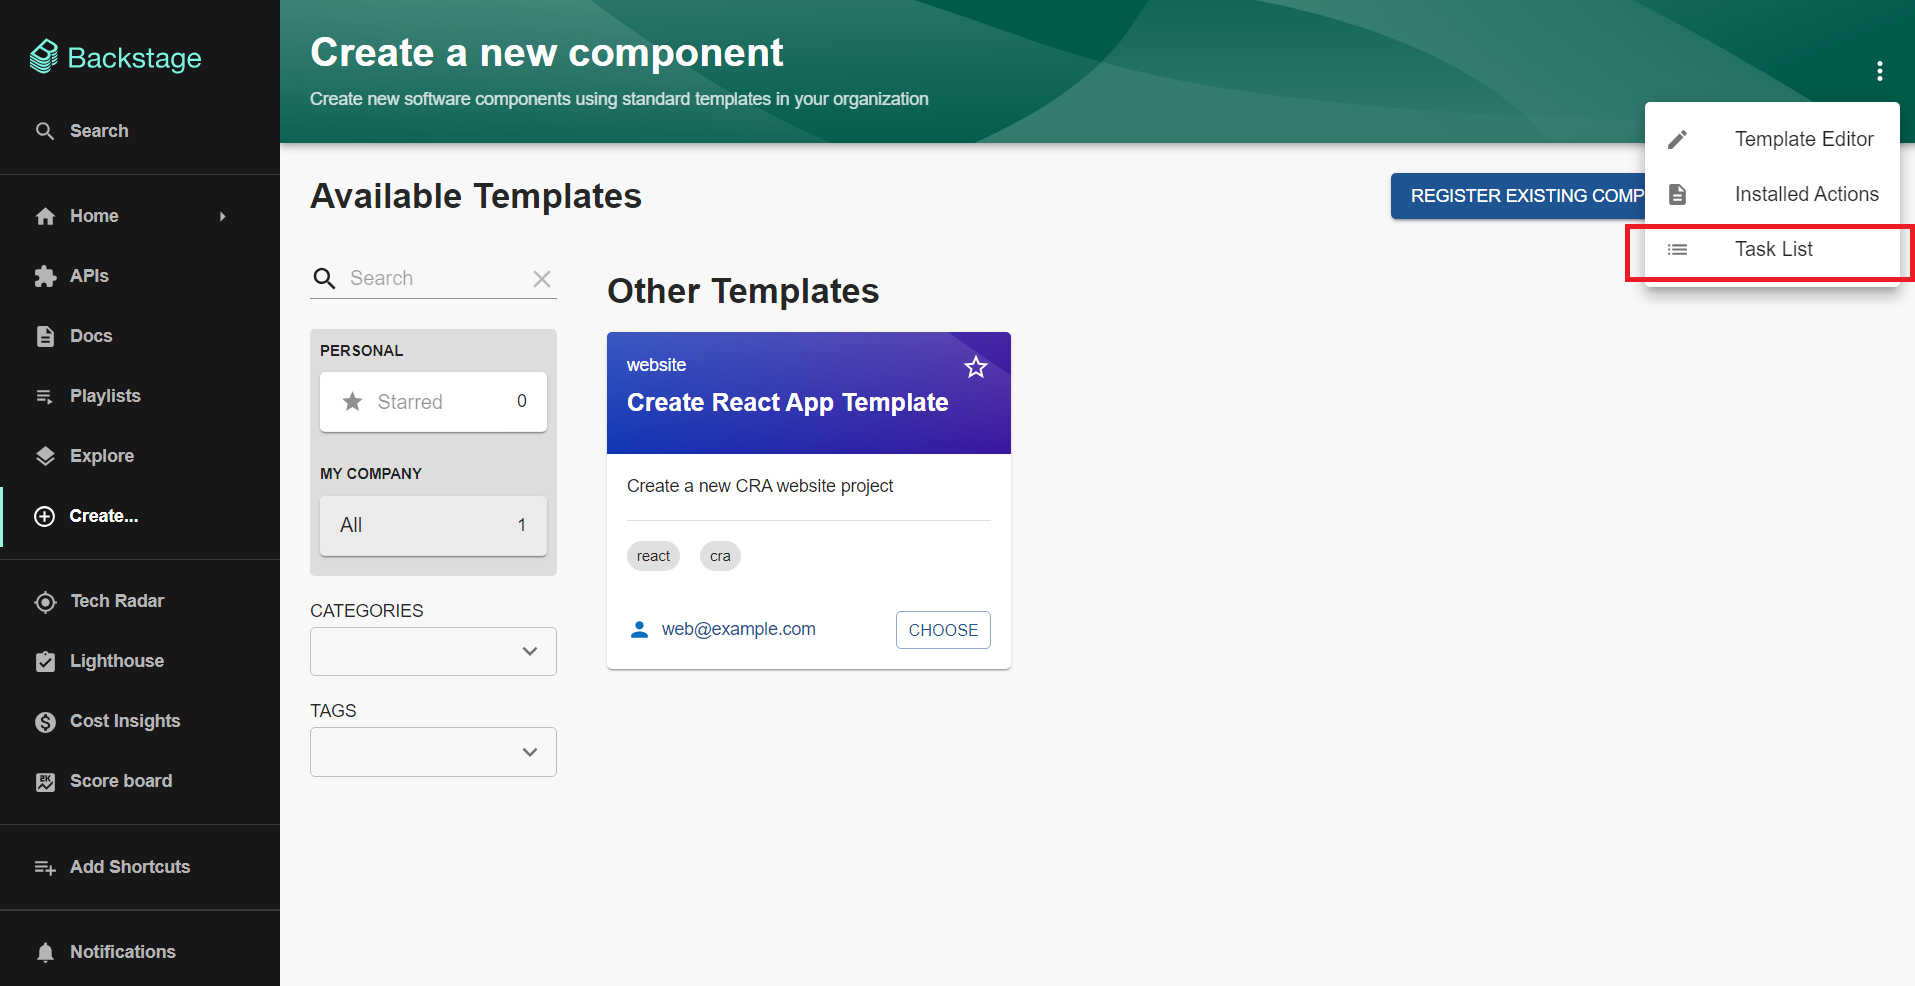 Backstage
Search
Home
APIs
Docs
Playlists
Explore
Create...
Tech Radar
Lighthouse
Cost Insights
Score board
Add Shortcuts
Notifications
Create a new component
Create new software components using standard templates in your organization
Template Editor
Installed Actions
Task List
Available Templates
REGISTER EXISTING COMP
Search
PERSONAL
Starred 0
MY COMPANY
All 1
CATEGORIES
TAGS
Other Templates
website
Create React App Template
Create a new CRA website project
react cra
web@example.com CHOOSE